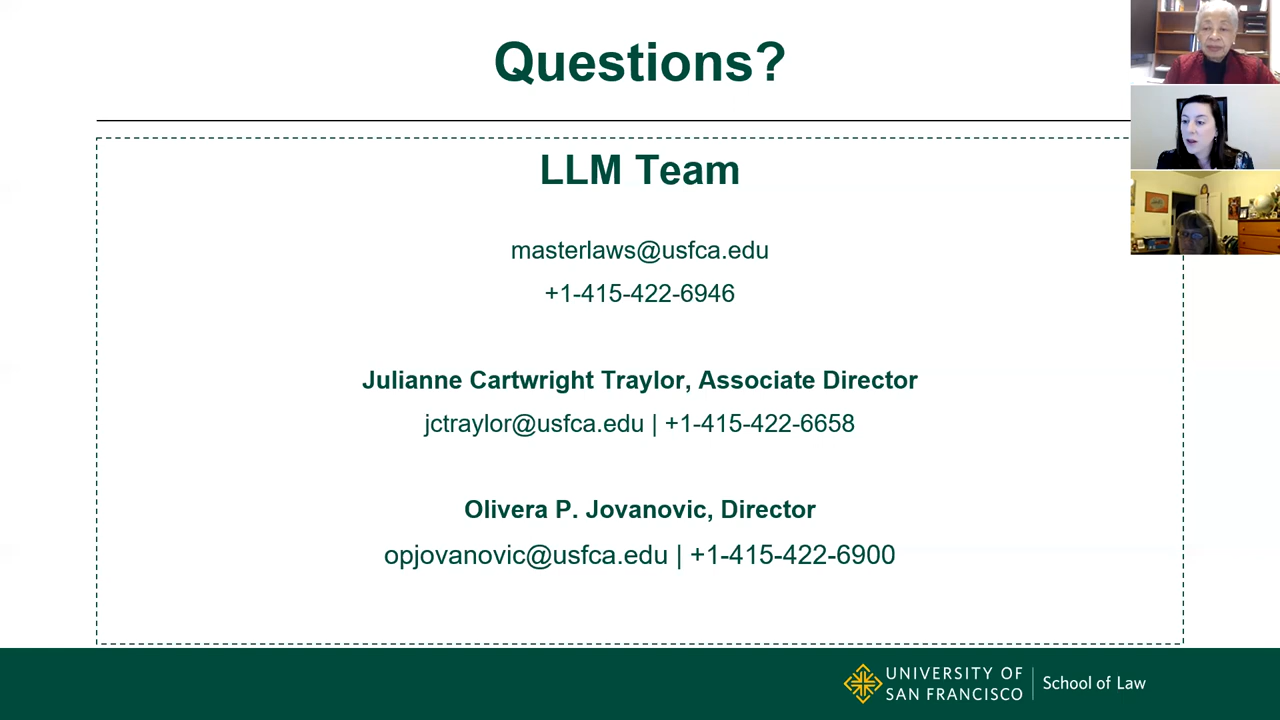 Questions?
LLM Team
masterlaws@usfca.edu
+1-415-422-6946
Julianne Cartwright Traylor, Associate Director
jctraylor@usfca.edu | +1-415-422-6658
Olivera P. Jovanovic, Director
opjovanovic@usfca.edu | +1-415-422-6900
UNIVERSITY OF
SAN FRANCISCO
School of Law